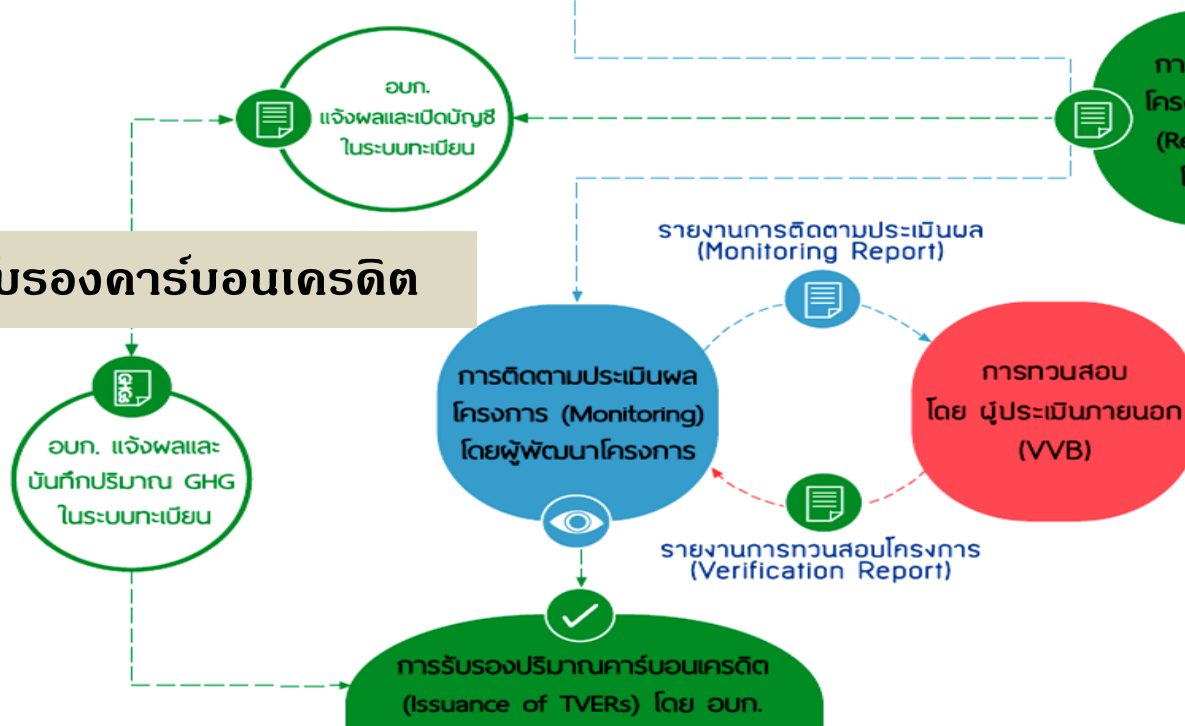 อบก.
แจ้งผลและเปิดบัญชี
ในระบบทะเบียน
รายงานการติดตามประเมินผล
(Monitoring Report)
รับรองคาร์บอนเครดิต
การติดตามประเมินผล
โครงการ (Monitoring)
โดยผู้พัฒนาโครงการ
การทวนสอบ
โดย ผู้ประเมินภายนอก
(VVB)
GHGs
อบก. แจ้งผลและ
บันทึกปริมาณ GHG
ในระบบทะเบียน
รายงานการทวนสอบโครงการ
(Verification Report)
การรับรองปริมาณคาร์บอนเครดิต
(Issuance of TVERs) โดย อบก.